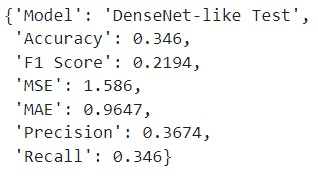 {'Model': 'DenseNet-like Test',
'Accuracy': 0.346,
'F1 Score': 0.2194,
'MSE': 1.586,
'MAE': 0.9647,
'Precision': 0.3674,
'Recall': 0.346}